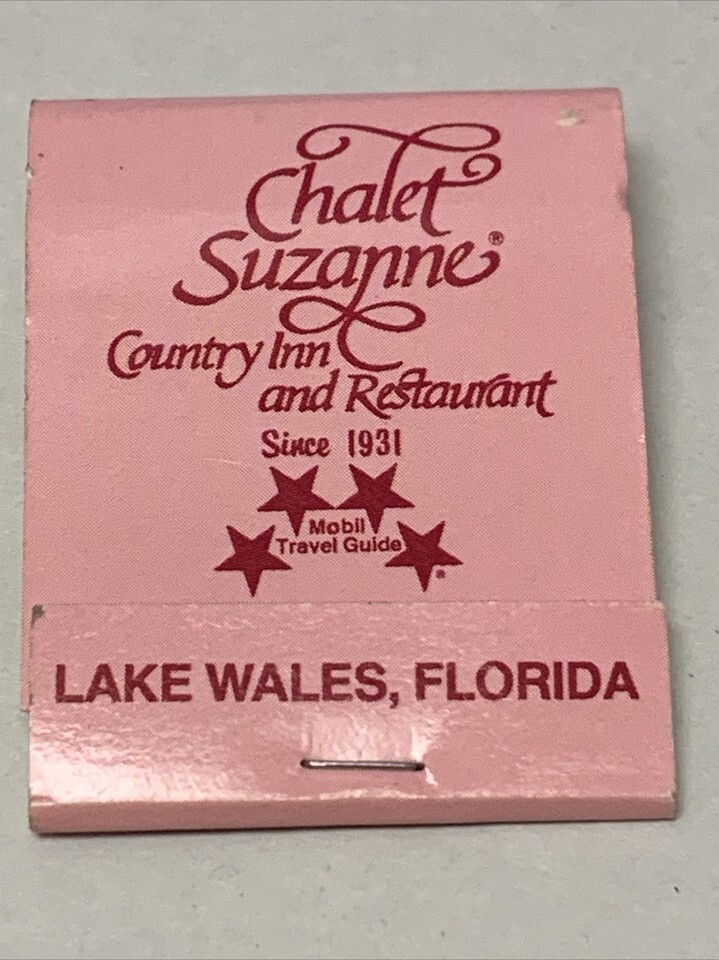 Chalet
Suzanne®
Country Inn
and Restaurant
Since 1931
Mobil
Travel Guide
®
LAKE WALES, FLORIDA